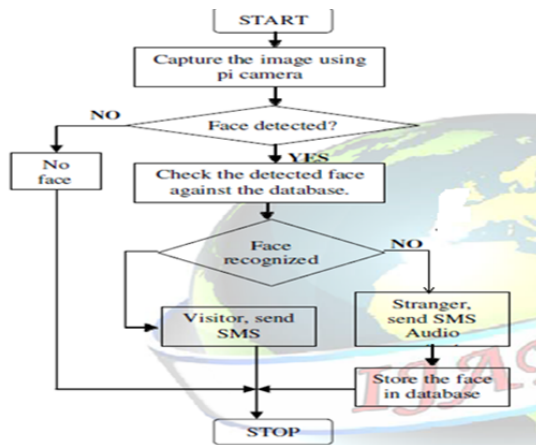 START
Capture the image using
pi camera
NO
Face detected?
No
face
YES
Check the detected face
against the database.
Face
recognized
NO
Visitor, send
SMS
Stranger,
send SMS
Audio
Store the face
in database
STOP